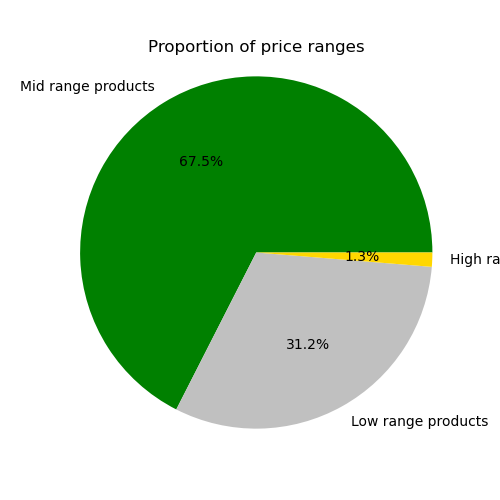 Proportion of price ranges
Mid range products
67.5%
1.3%
High ra
31.2%
Low range products